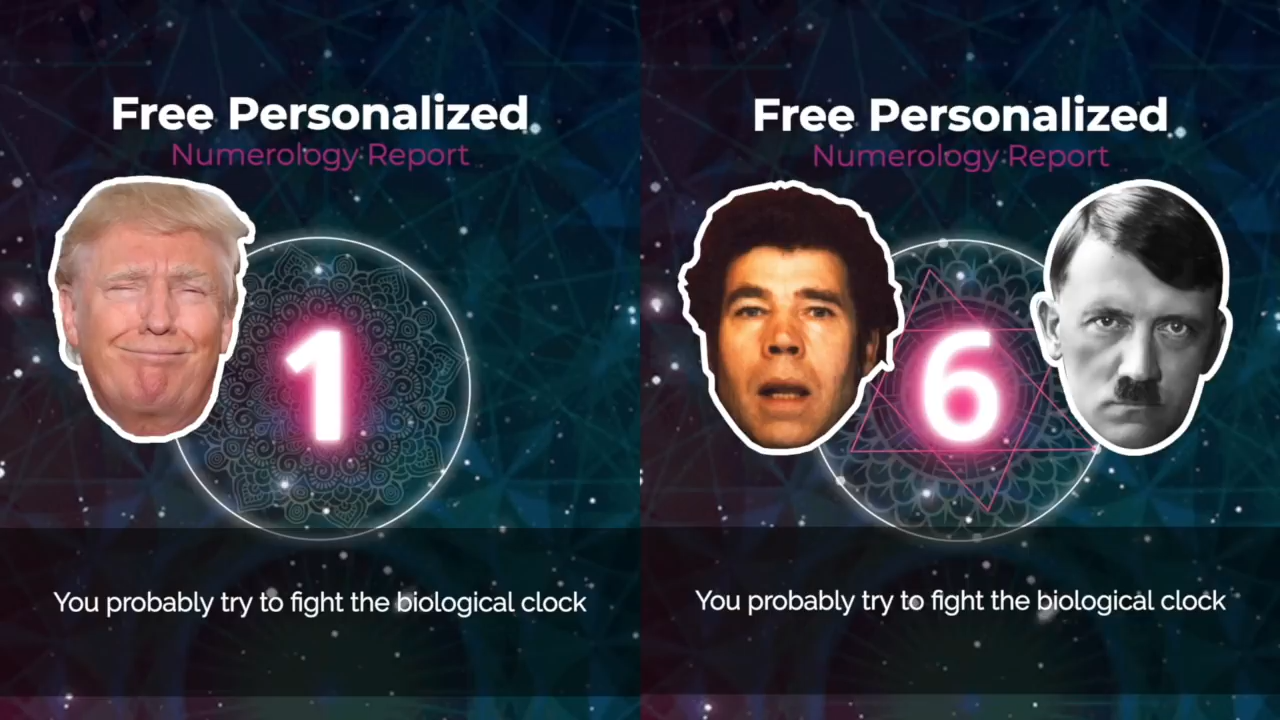 Free Personalized
Numerology Report
1
You probably try to fight the biological clock
Free Personalized
Numerology Report
6
You probably try to fight the biological clock